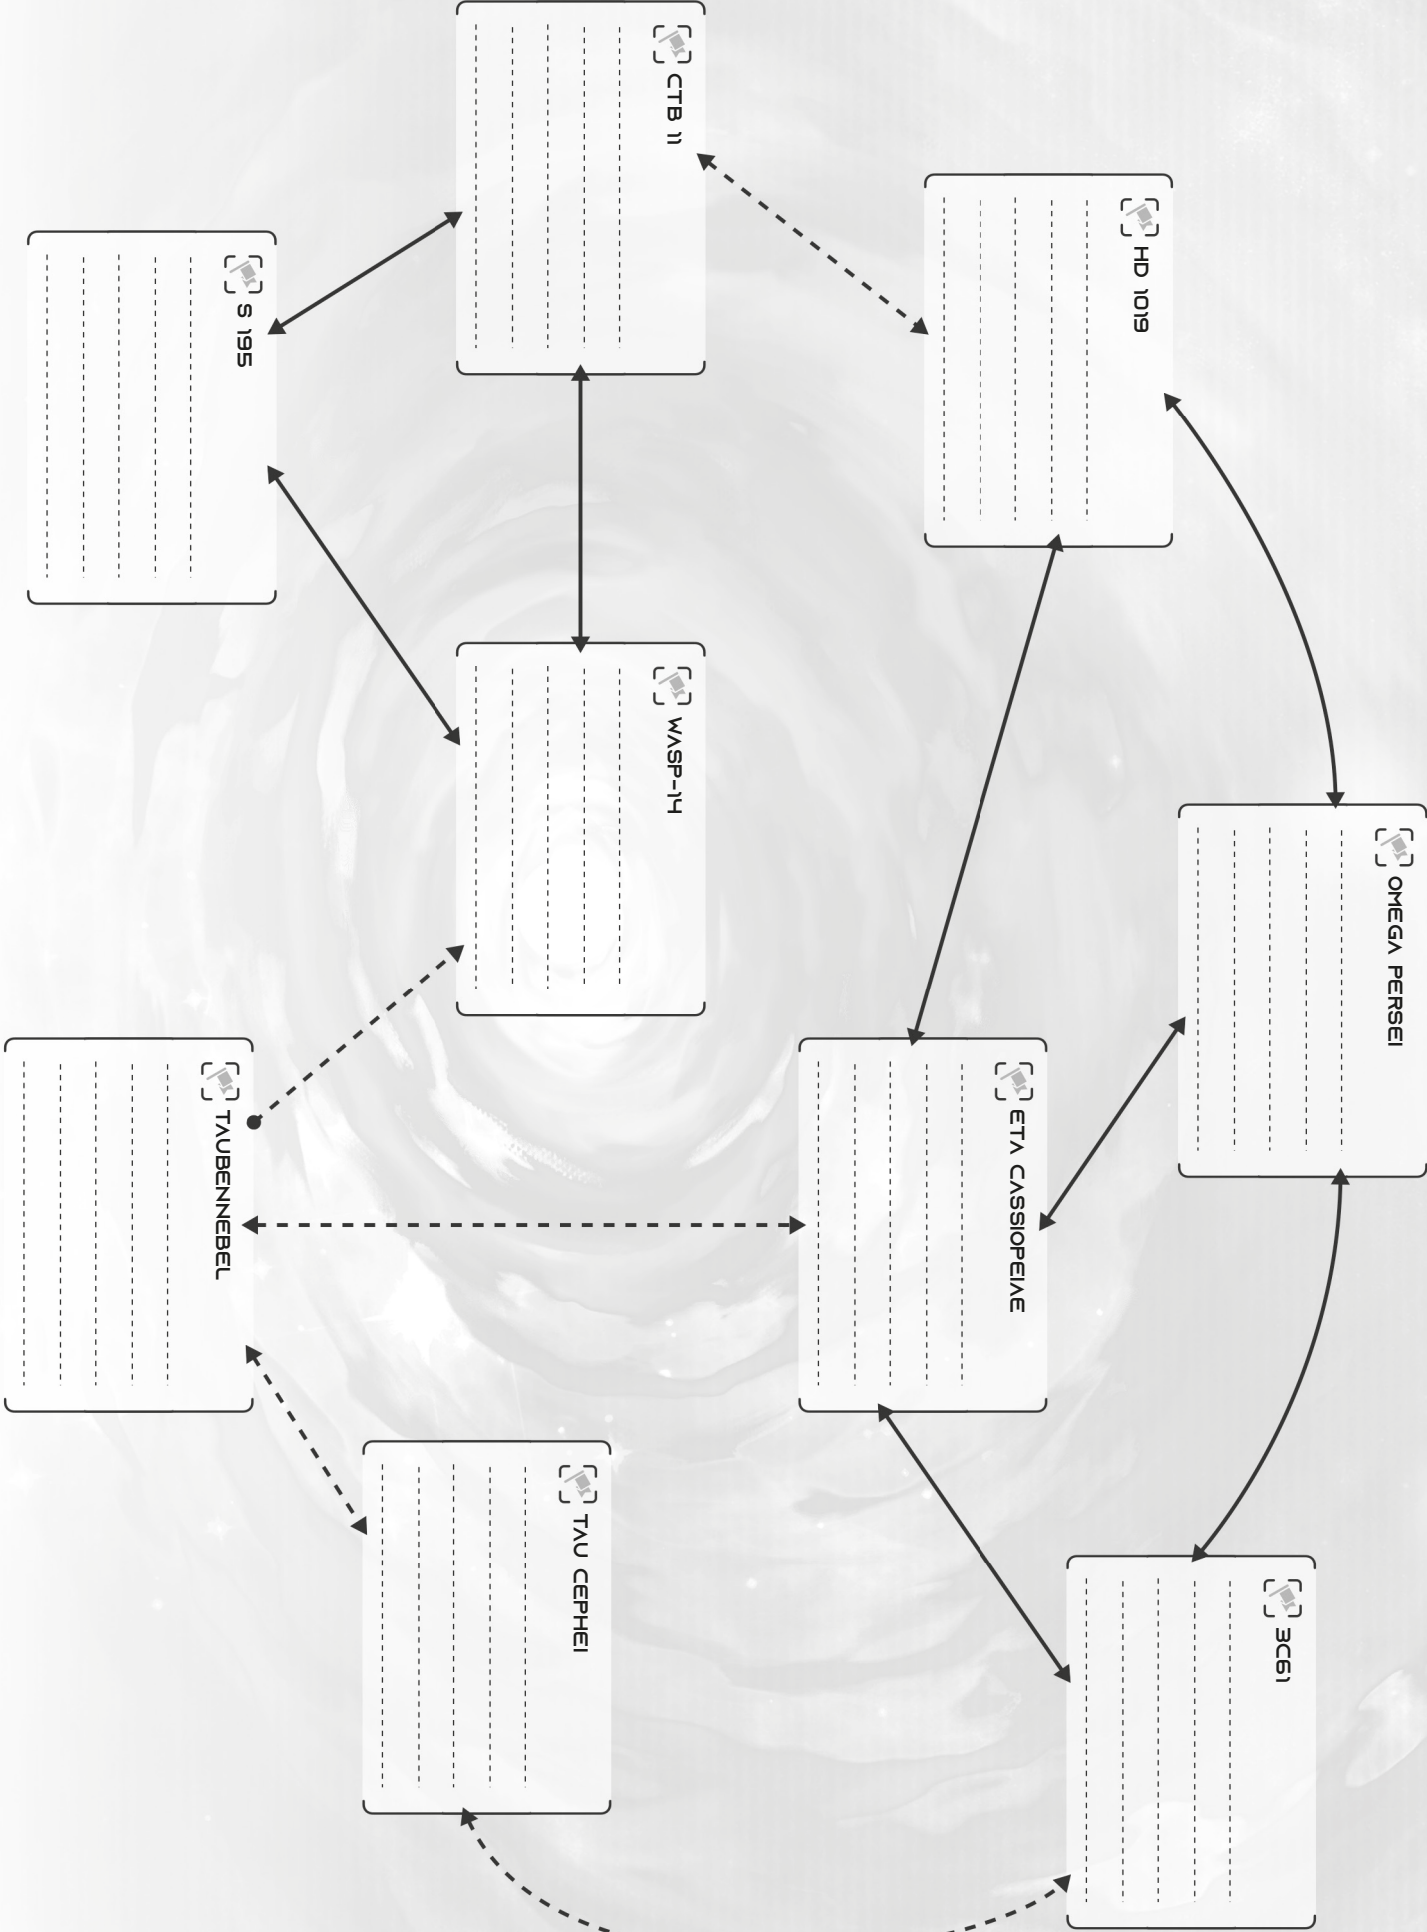 CTB 11
HD 1019
S 195
WASP-14
OMEGA PERSEI
TAUBENNEBEL
ETA CASSIOPEIAE
TAU CEPHEI
3C61